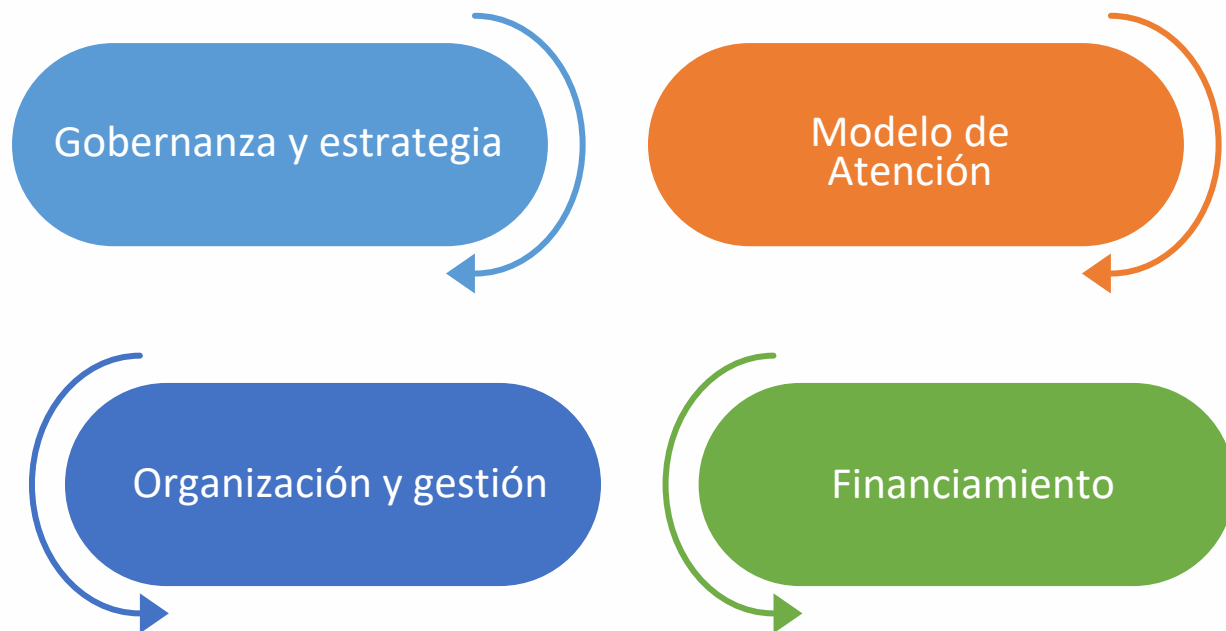 Gobernanza y estrategia
Modelo de
Atención
Organización y gestión
Financiamiento